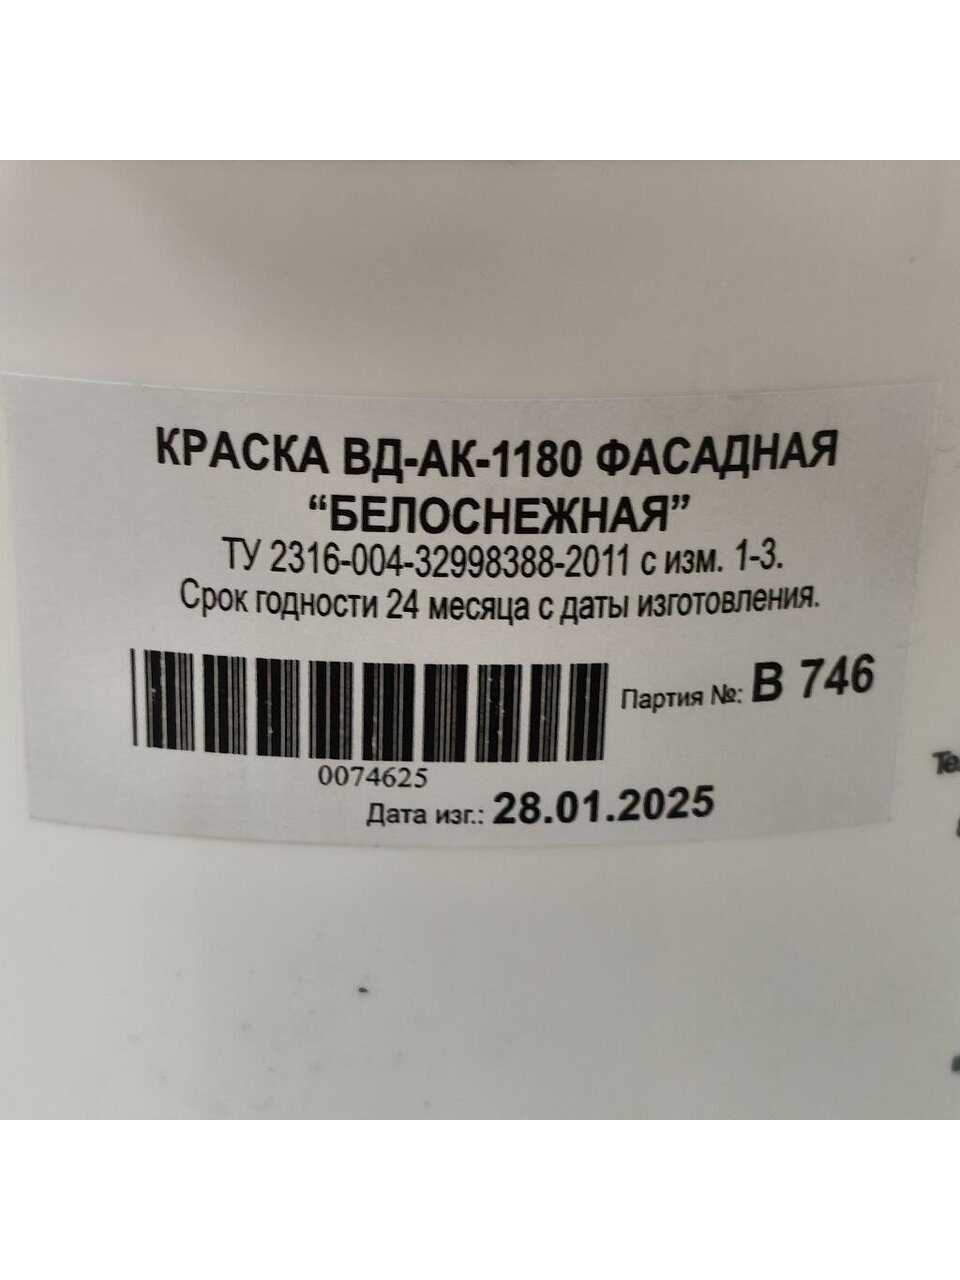 КРАСКА ВД-АК-1180 ФАСАДНАЯ
“БЕЛОСНЕЖНАЯ”
ТУ 2316-004-32998388-2011 с изм. 1-3.
Срок годности 24 месяца с даты изготовления.
Партия №: В 746
0074625
Дата изг.: 28.01.2025